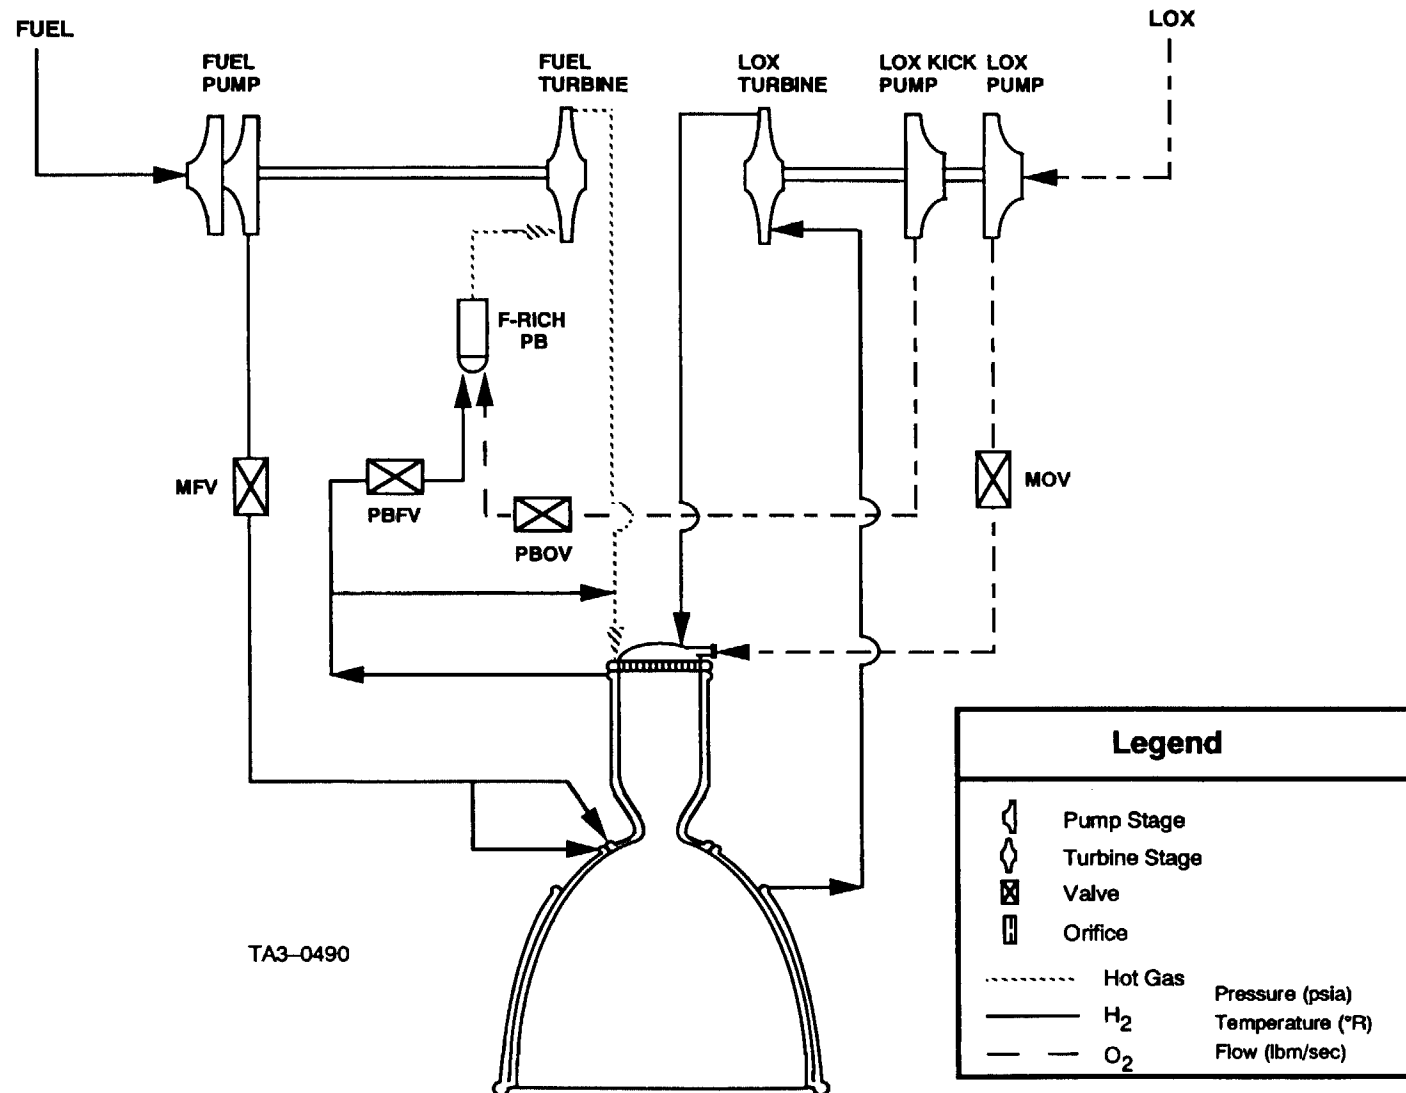 FUEL
LOX
FUEL
PUMP
FUEL
TURBINE
LOX
TURBINE
LOX KICK
PUMP
LOX
PUMP
F-RICH
PB
MFV
PBFV
PBOV
MOV
TA3–0490
Legend
Pump Stage
Turbine Stage
Valve
Orifice
Hot Gas
H2
O2
Pressure (psia)
Temperature (°R)
Flow (lbm/sec)